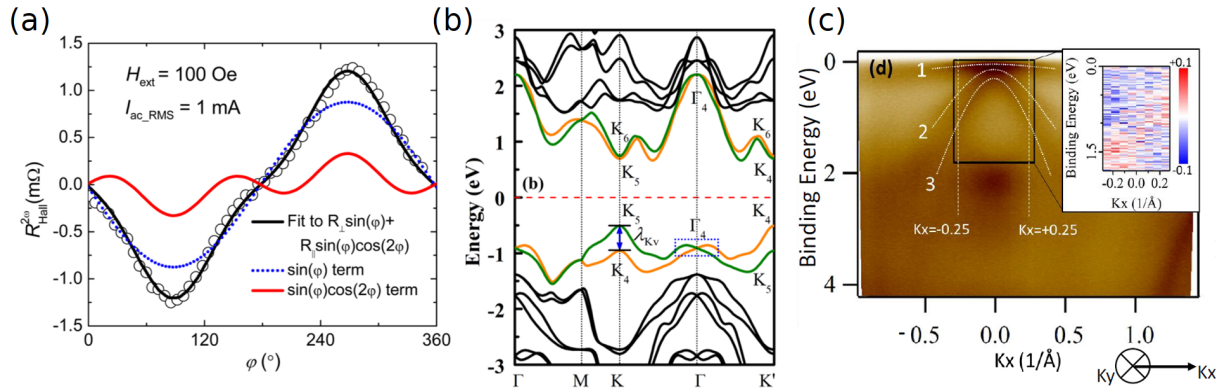 (a)
1.5
1.0
0.5
0.0
-0.5
-1.0
-1.5
R2ω Hall (mΩ)
Hext = 100 Oe
Iac_RMS = 1 mA
Fit to R⊥sin(φ)+
R∥sin(φ)cos(2φ)
sin(φ) term
sin(φ)cos(2φ) term
0 120 240 360
φ (°)
(b)
3
2
1
0
-1
-2
-3
Energy (eV)
Γ4
K6 K6
K5 K4
(b)
K5 Γ4 K4
λKv
K4 K5
Γ M K Γ K'
(c)
0
2
4
Binding Energy (eV)
(d)
1
2
3
Kx=-0.25 Kx=+0.25
0.0
1.5
Binding Energy (eV)
+0.1
-0.1
-0.2 0.0 0.2
Kx (1/Å)
-0.5 0.0 0.5 1.0
Kx (1/Å)
Ky Kx